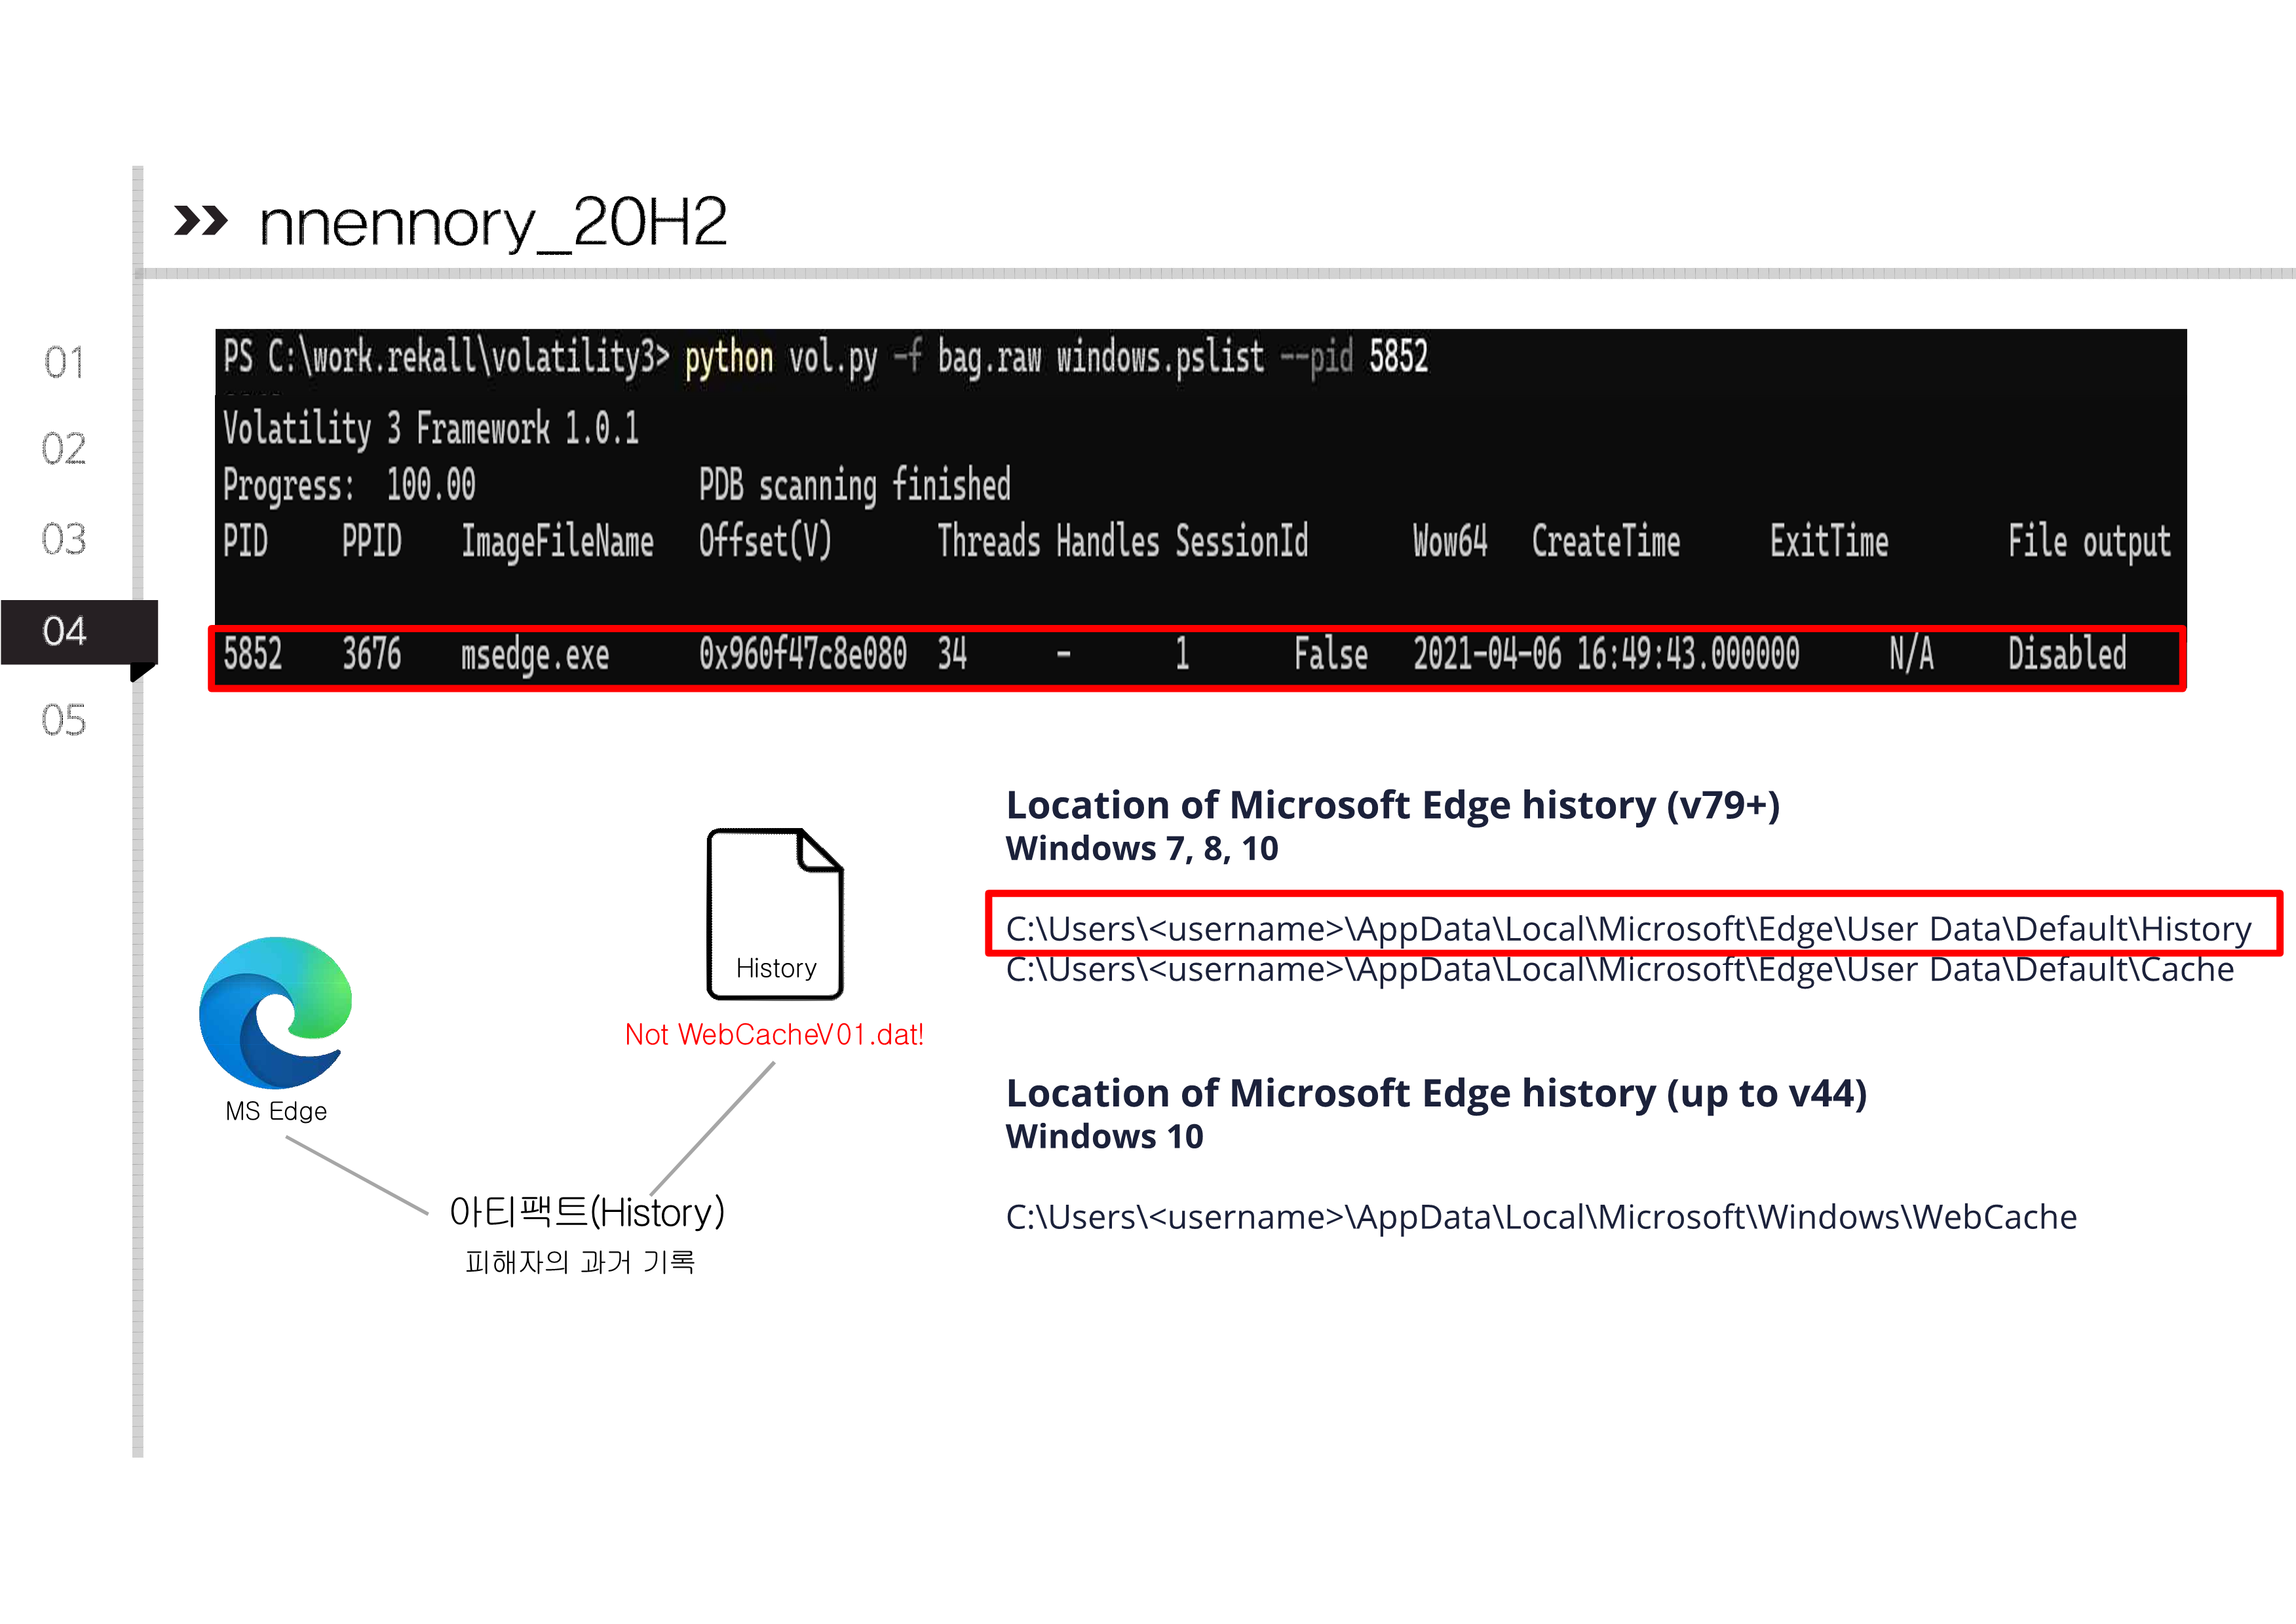 nnennory_20H2
01
02
03
04
05
PS C:\work.rekall\volatility3> python vol.py -f bag.raw windows.pslist --pid 5852
Volatility 3 Framework 1.0.1
Progress: 100.00 PDB scanning finished
PID PPID ImageFileName Offset(V) Threads Handles SessionId Wow64 CreateTime ExitTime File output
5852 3676 msedge.exe 0x960f47c8e080 34 - 1 False 2021-04-06 16:49:43.000000 N/A Disabled
History
Not WebCacheV01.dat!
MS Edge
아티팩트(History)
피해자의 과거 기록
Location of Microsoft Edge history (v79+)
Windows 7, 8, 10
C:\Users\<username>\AppData\Local\Microsoft\Edge\User Data\Default\History
C:\Users\<username>\AppData\Local\Microsoft\Edge\User Data\Default\Cache
Location of Microsoft Edge history (up to v44)
Windows 10
C:\Users\<username>\AppData\Local\Microsoft\Windows\WebCache